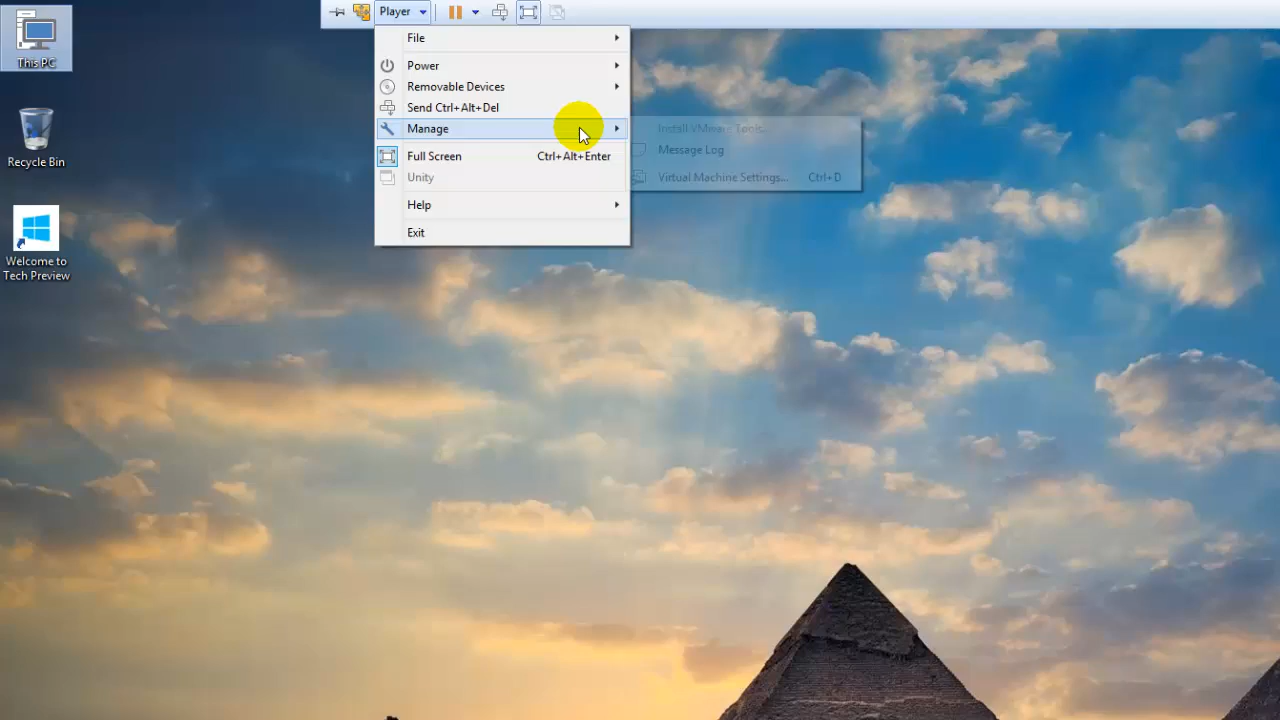 Player
This PC
File
Power
Removable Devices
Send Ctrl+Alt+Del
Manage
Install VMware Tools...
Message Log
Full Screen Ctrl+Alt+Enter
Unity
Virtual Machine Settings... Ctrl+D
Help
Exit
Recycle Bin
Welcome to
Tech Preview